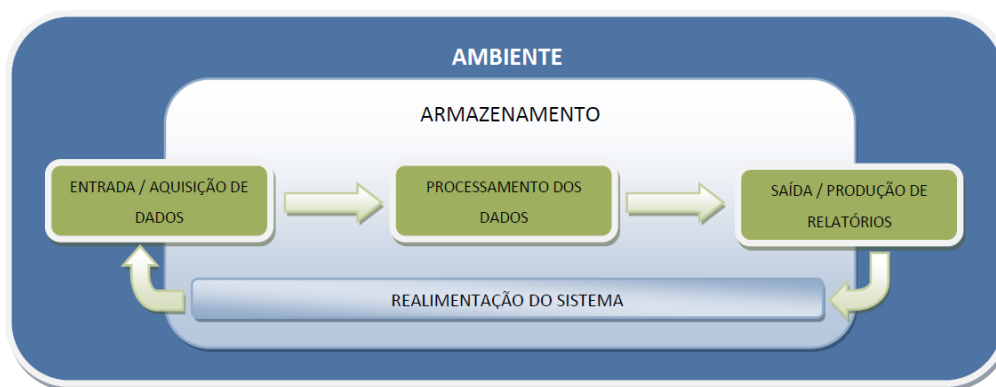 AMBIENTE
ARMAZENAMENTO
ENTRADA / AQUISIÇÃO DE
DADOS
PROCESSAMENTO DOS
DADOS
SAÍDA / PRODUÇÃO DE
RELATÓRIOS
REALIMENTAÇÃO DO SISTEMA